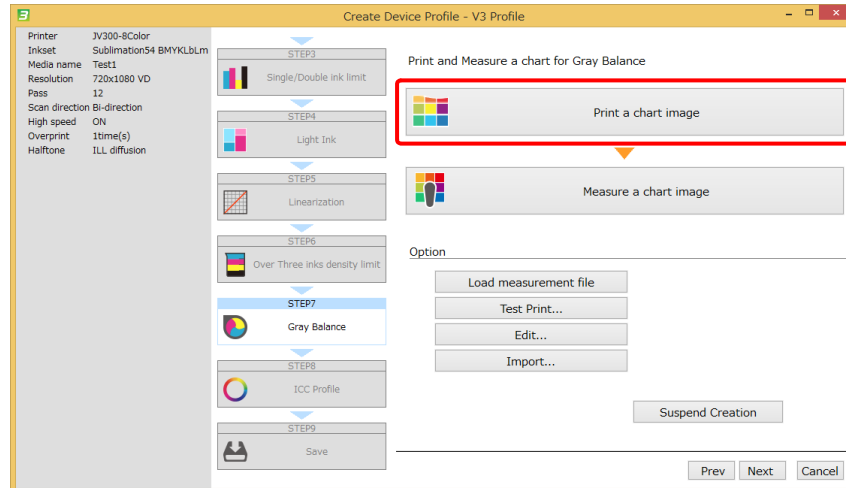 Create Device Profile - V3 Profile
Printer JV300-8Color
Inkset Sublimation54 BMYKLbLm
Media name Test1
Resolution 720x1080 VD
Pass 12
Scan direction Bi-direction
High speed ON
Overprint 1time(s)
Halftone ILL diffusion
STEP3
Single/Double ink limit
STEP4
Light Ink
STEP5
Linearization
STEP6
Over Three inks density limit
STEP7
Gray Balance
STEP8
ICC Profile
STEP9
Save
Print and Measure a chart for Gray Balance
Print a chart image
Measure a chart image
Option
Load measurement file
Test Print...
Edit...
Import...
Suspend Creation
Prev Next Cancel